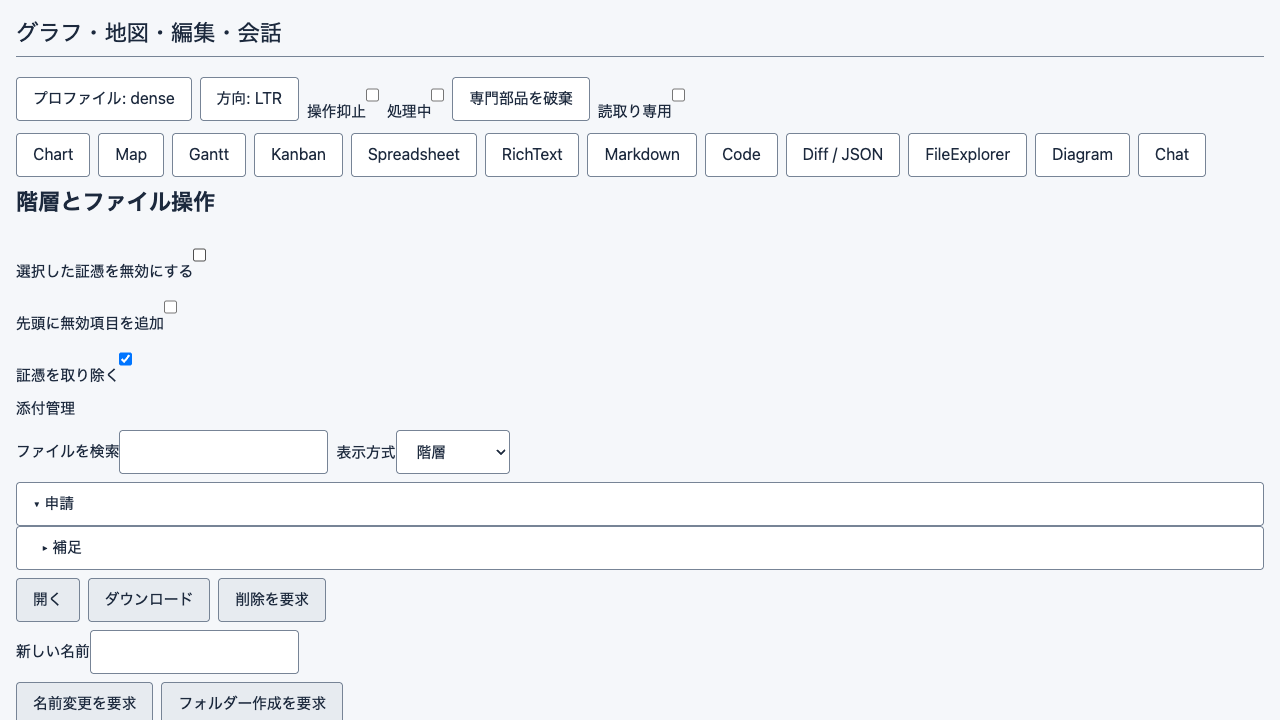 グラフ・地図・編集・会話
プロファイル: dense 方向: LTR 操作抑止 処理中 専門部品を破棄 読取り専用
Chart Map Gantt Kanban Spreadsheet RichText Markdown Code Diff / JSON FileExplorer Diagram Chat
階層とファイル操作
選択した証憑を無効にする
先頭に無効項目を追加
証憑を取り除く
添付管理
ファイルを検索 表示方式 階層
▾ 申請
▸ 補足
開く ダウンロード 削除を要求
新しい名前
名前変更を要求 フォルダー作成を要求